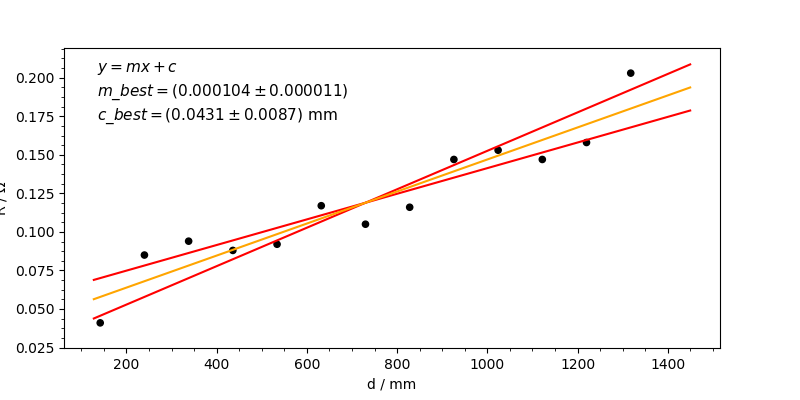 y = mx + c
m_best = (0.000104 ± 0.000011)
c_best = (0.0431 ± 0.0087) mm
0.200
0.175
0.150
0.125
0.100
0.075
0.050
0.025
200 400 600 800 1000 1200 1400
d / mm